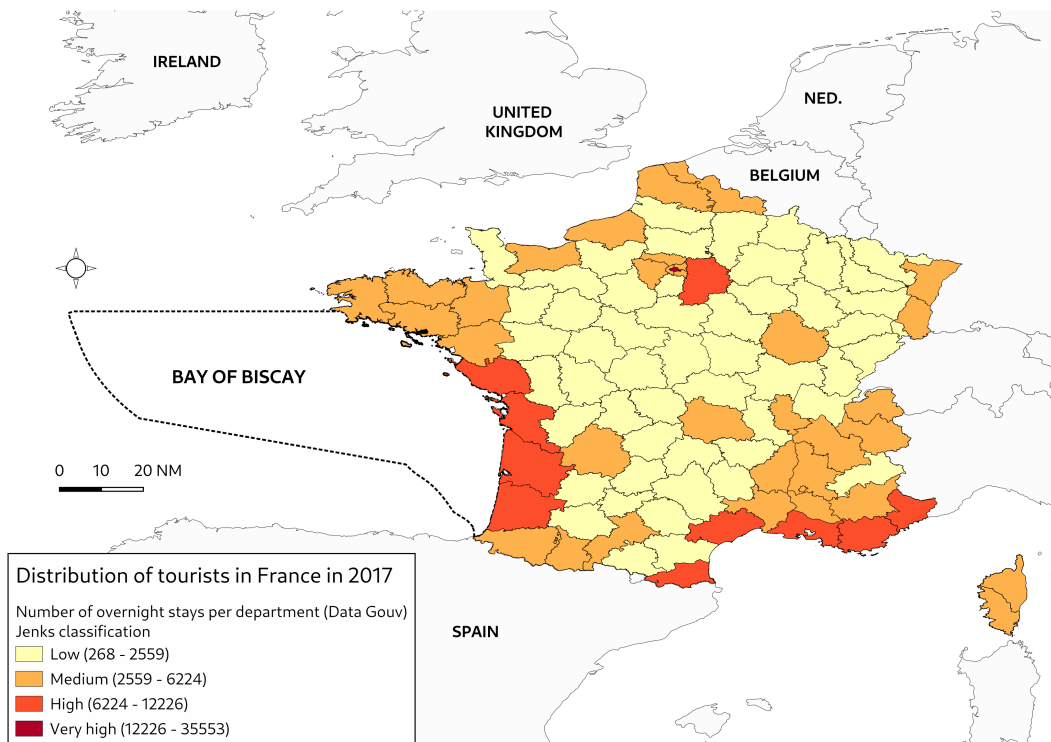 IRELAND
UNITED
KINGDOM
NED.
BELGIUM
BAY OF BISCAY
0 10 20 NM
SPAIN
Distribution of tourists in France in 2017
Number of overnight stays per department (Data Gouv)
Jenks classification
Low (268 - 2559)
Medium (2559 - 6224)
High (6224 - 12226)
Very high (12226 - 35553)